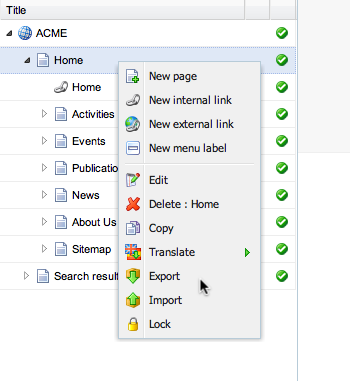 Title
ACME
Home
Home
Activities
Events
Publicatio
News
About Us
Sitemap
Search result
New page
New internal link
New external link
New menu label
Edit
Delete : Home
Copy
Translate
Export
Import
Lock